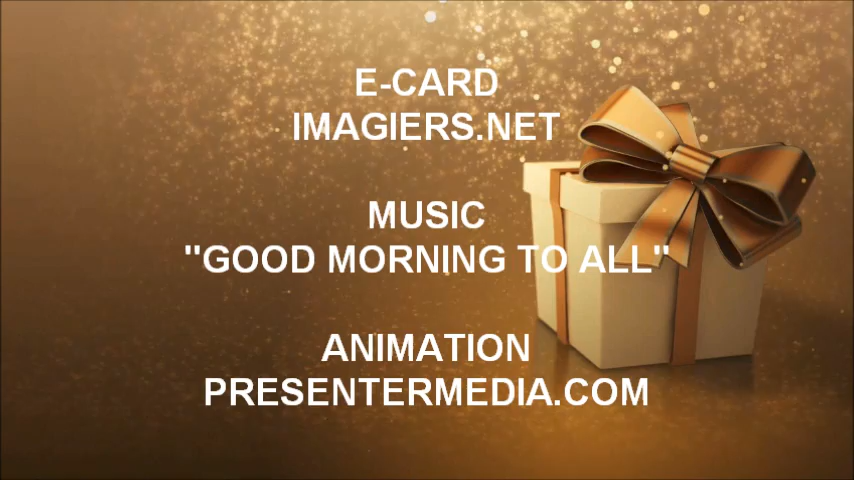 E-CARD
IMAGIERS.NET
MUSIC
"GOOD MORNING TO ALL"
ANIMATION
PRESENTERMEDIA.COM